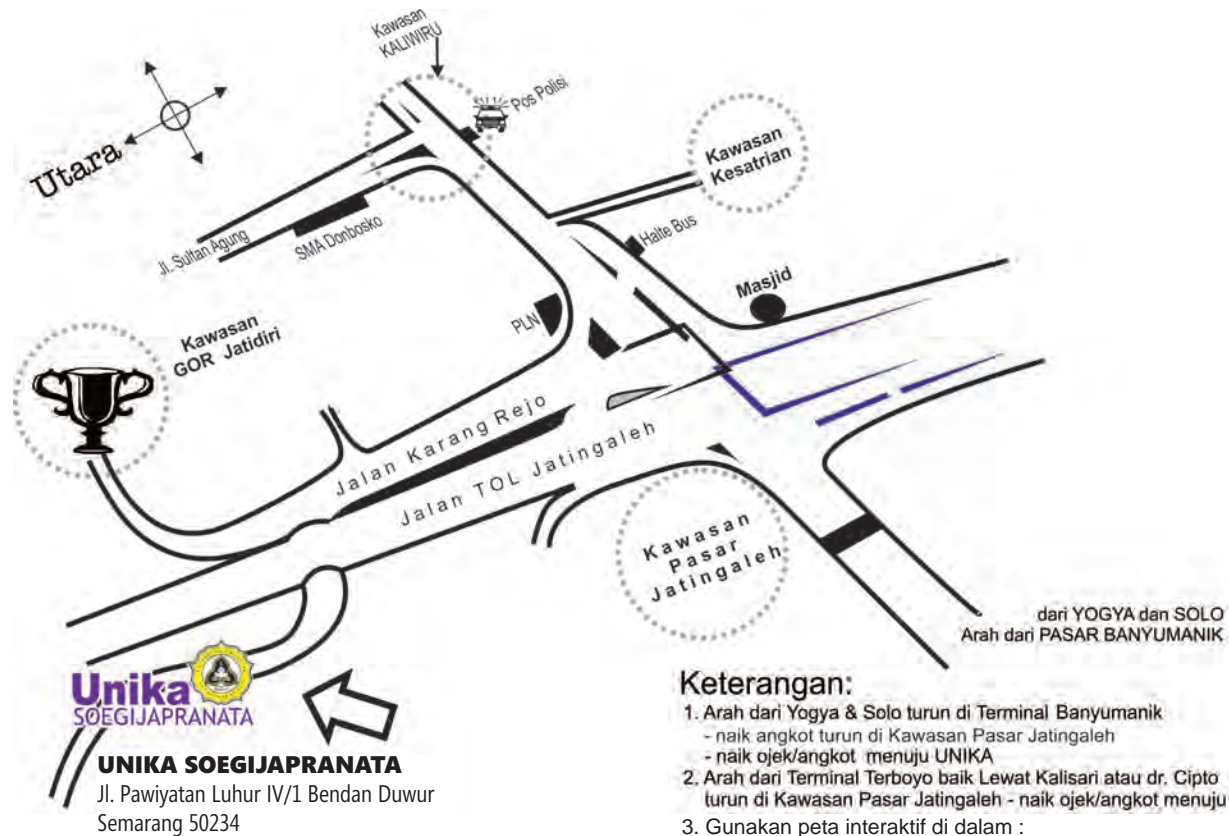 Kawasan
KALIWIRU
Pos Polisi
Utara
Kawasan
Kesatrian
Jl. Sultan Agung
SMA Donbosko
Halte Bus
Masjid
PLN
Kawasan
GOR Jatidiri
Jalan Karang Rejo
Jalan TOL Jatingaleh
Kawasan
Pasar
Jatingaleh
dari YOGYA dan SOLO
Arah dari PASAR BANYUMANIK
Unika
SOEGIJAPRANATA
UNIKA SOEGIJAPRANATA
Jl. Pawiyatan Luhur IV/1 Bendan Duwur
Semarang 50234
Keterangan:
1. Arah dari Yogya & Solo turun di Terminal Banyumanik
- naik angkot turun di Kawasan Pasar Jatingaleh
- naik ojek/angkot menuju UNIKA
2. Arah dari Terminal Terboyo baik Lewat Kalisari atau dr. Cipto
turun di Kawasan Pasar Jatingaleh - naik ojek/angkot menuju
3. Gunakan peta interaktif di dalam :